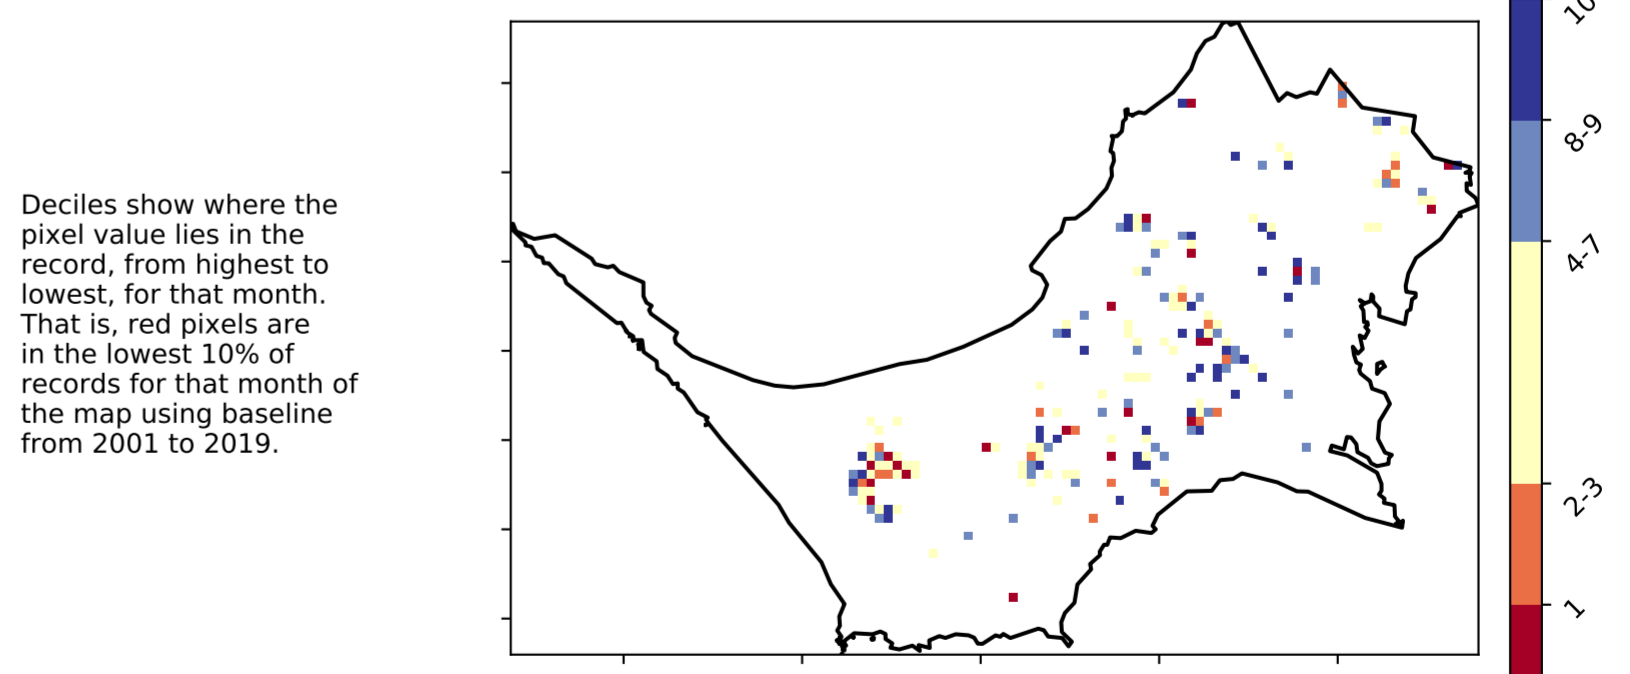 Deciles show where the
pixel value lies in the
record, from highest to
lowest, for that month.
That is, red pixels are
in the lowest 10% of
records for that month of
the map using baseline
from 2001 to 2019.
10
8-9
4-7
2-3
1